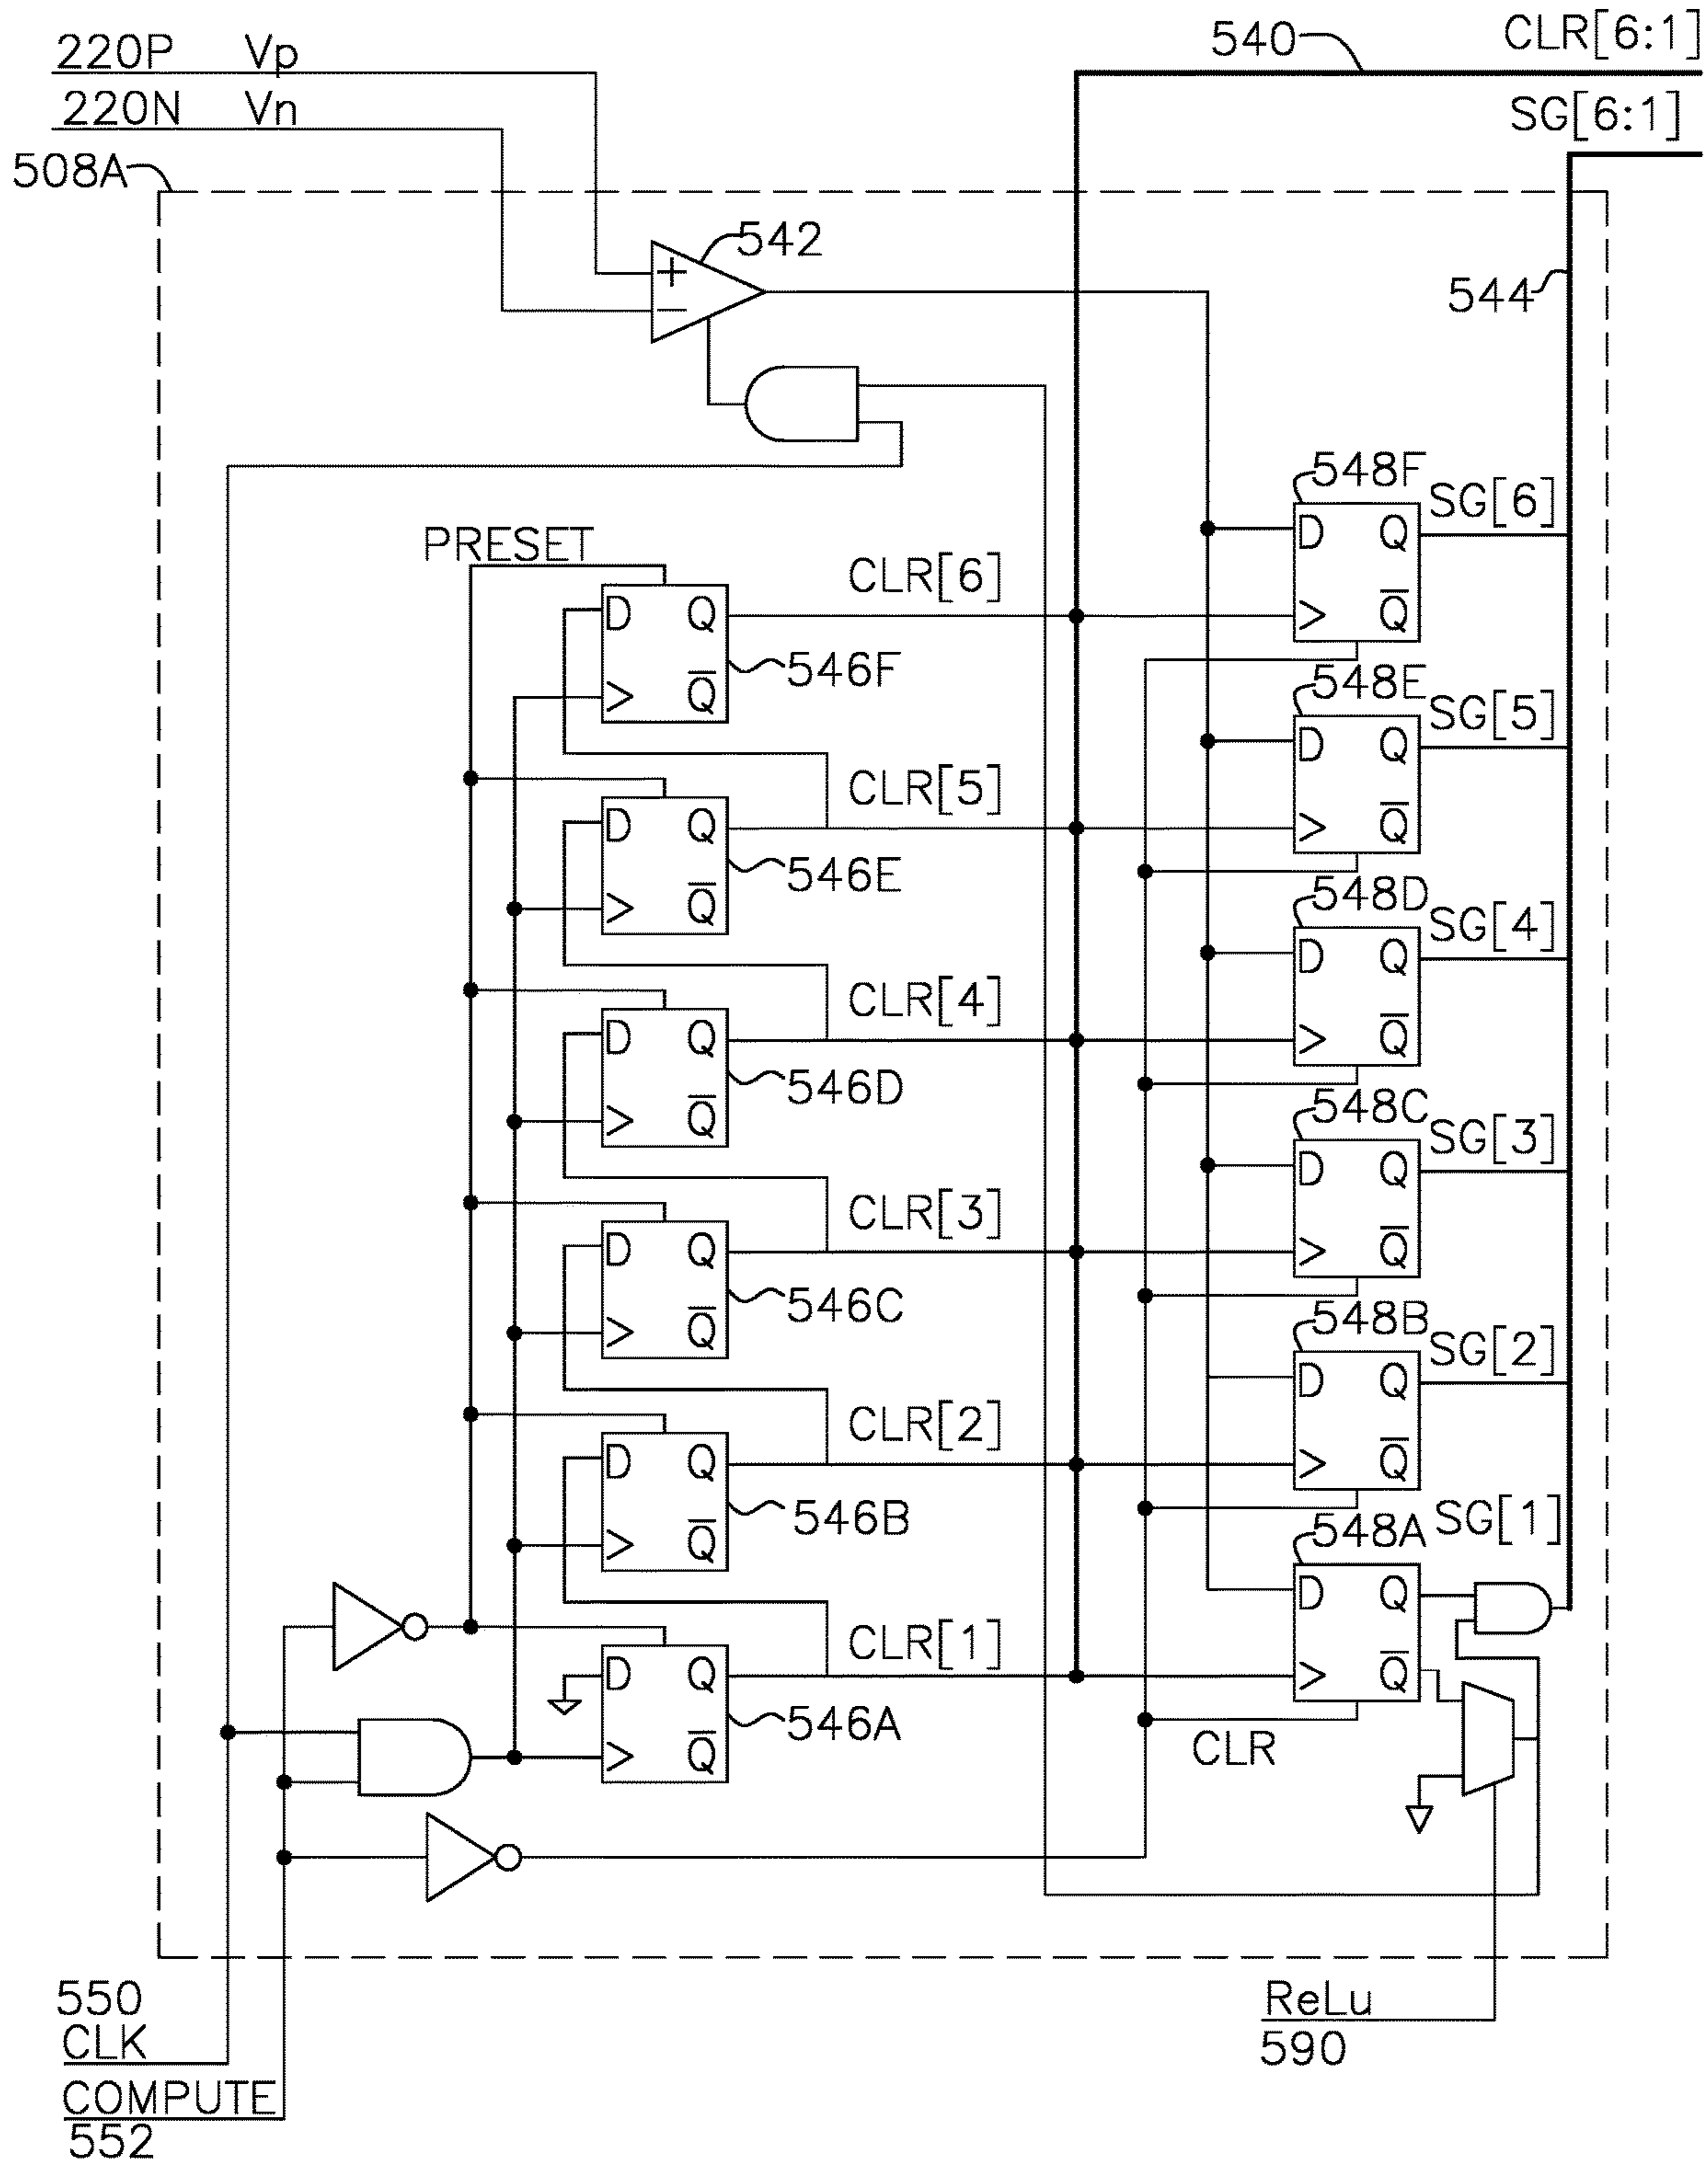 220P Vp
540
CLR[6:1]
220N Vn
SG[6:1]
508A
542
+
−
544
548F
SG[6]
PRESET
D Q
CLR[6]
D Q
> Q̅
546F
> Q̅
548E
SG[5]
CLR[5]
D Q
D Q
546E
> Q̅
> Q̅
548D
SG[4]
CLR[4]
D Q
D Q
546D
> Q̅
> Q̅
548C
SG[3]
CLR[3]
D Q
D Q
546C
> Q̅
> Q̅
548B
SG[2]
CLR[2]
D Q
D Q
546B
> Q̅
> Q̅
548A
SG[1]
CLR[1]
D Q
D Q
546A
> Q̅
> Q̅
CLR
550
CLK
ReLu
590
COMPUTE
552